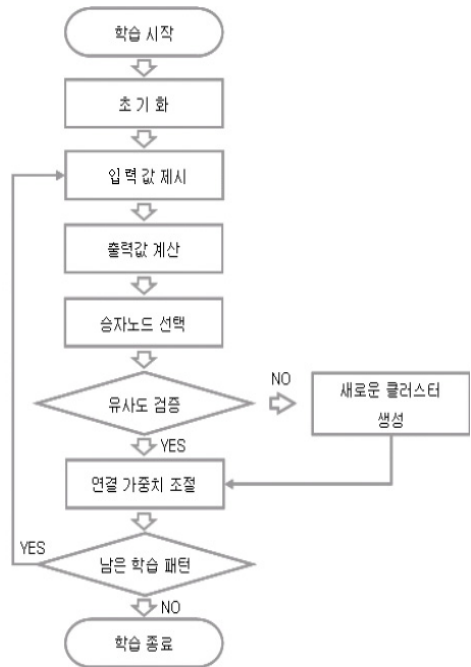 학습 시작
초 기 화
입 력 값 제시
출력값 계산
승자노드 선택
유사도 검증
NO
새로운 클러스터
생성
YES
연결 가중치 조절
YES
남은 학습 패턴
NO
학습 종료